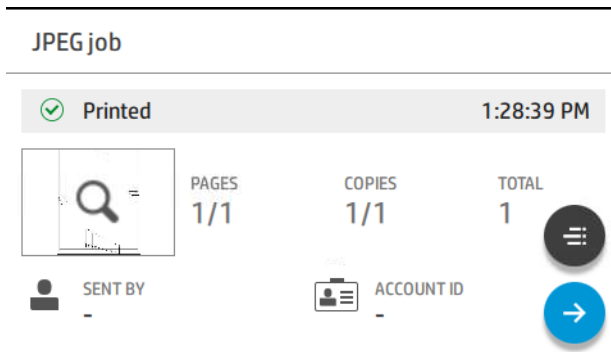 JPEG job
Printed 1:28:39 PM
PAGES COPIES TOTAL
1/1 1/1 1
SENT BY ACCOUNT ID
- -